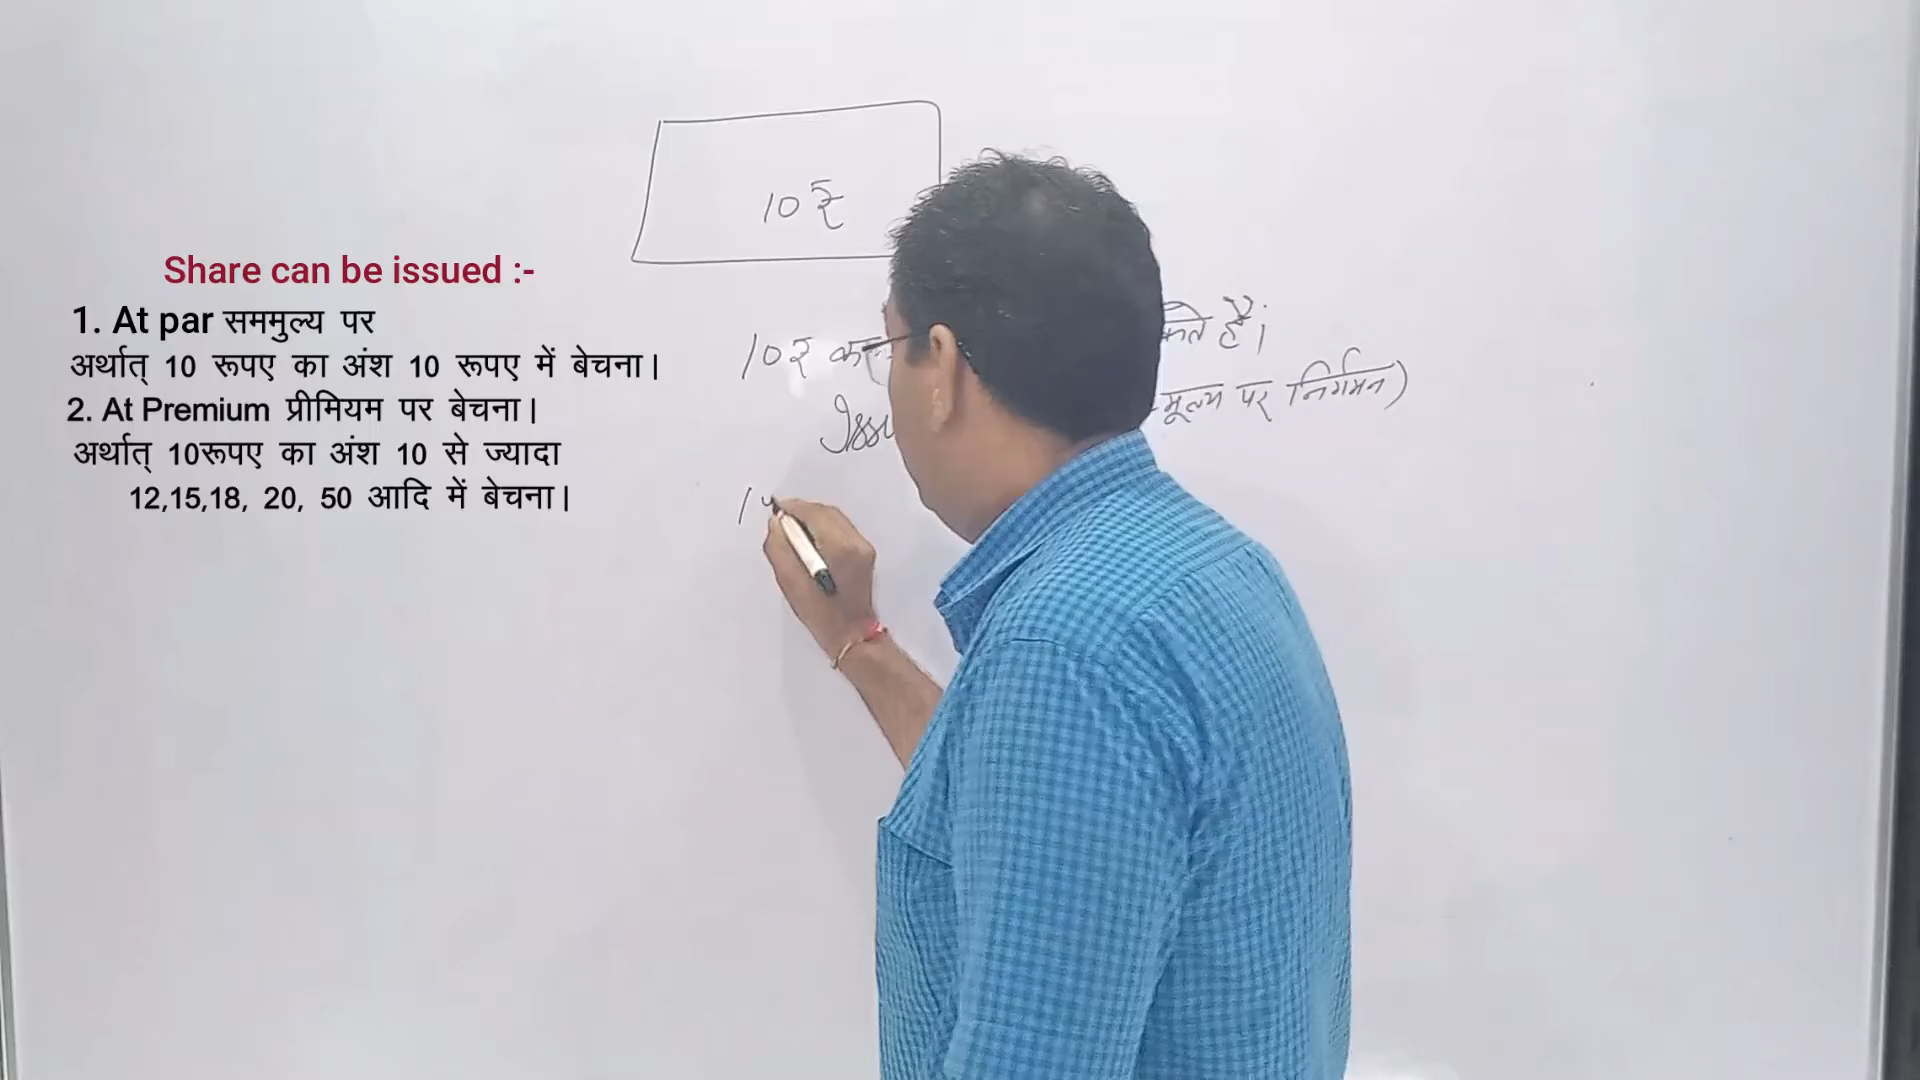 Share can be issued :-
1. At par सममुल्य पर
अर्थात् 10 रूपए का अंश 10 रूपए में बेचना।
2. At Premium प्रीमियम पर बेचना।
अर्थात् 10रूपए का अंश 10 से ज्यादा
12,15,18, 20, 50 आदि में बेचना।
10 ₹
10₹ है।
मूल्य पर निर्गमन)
1